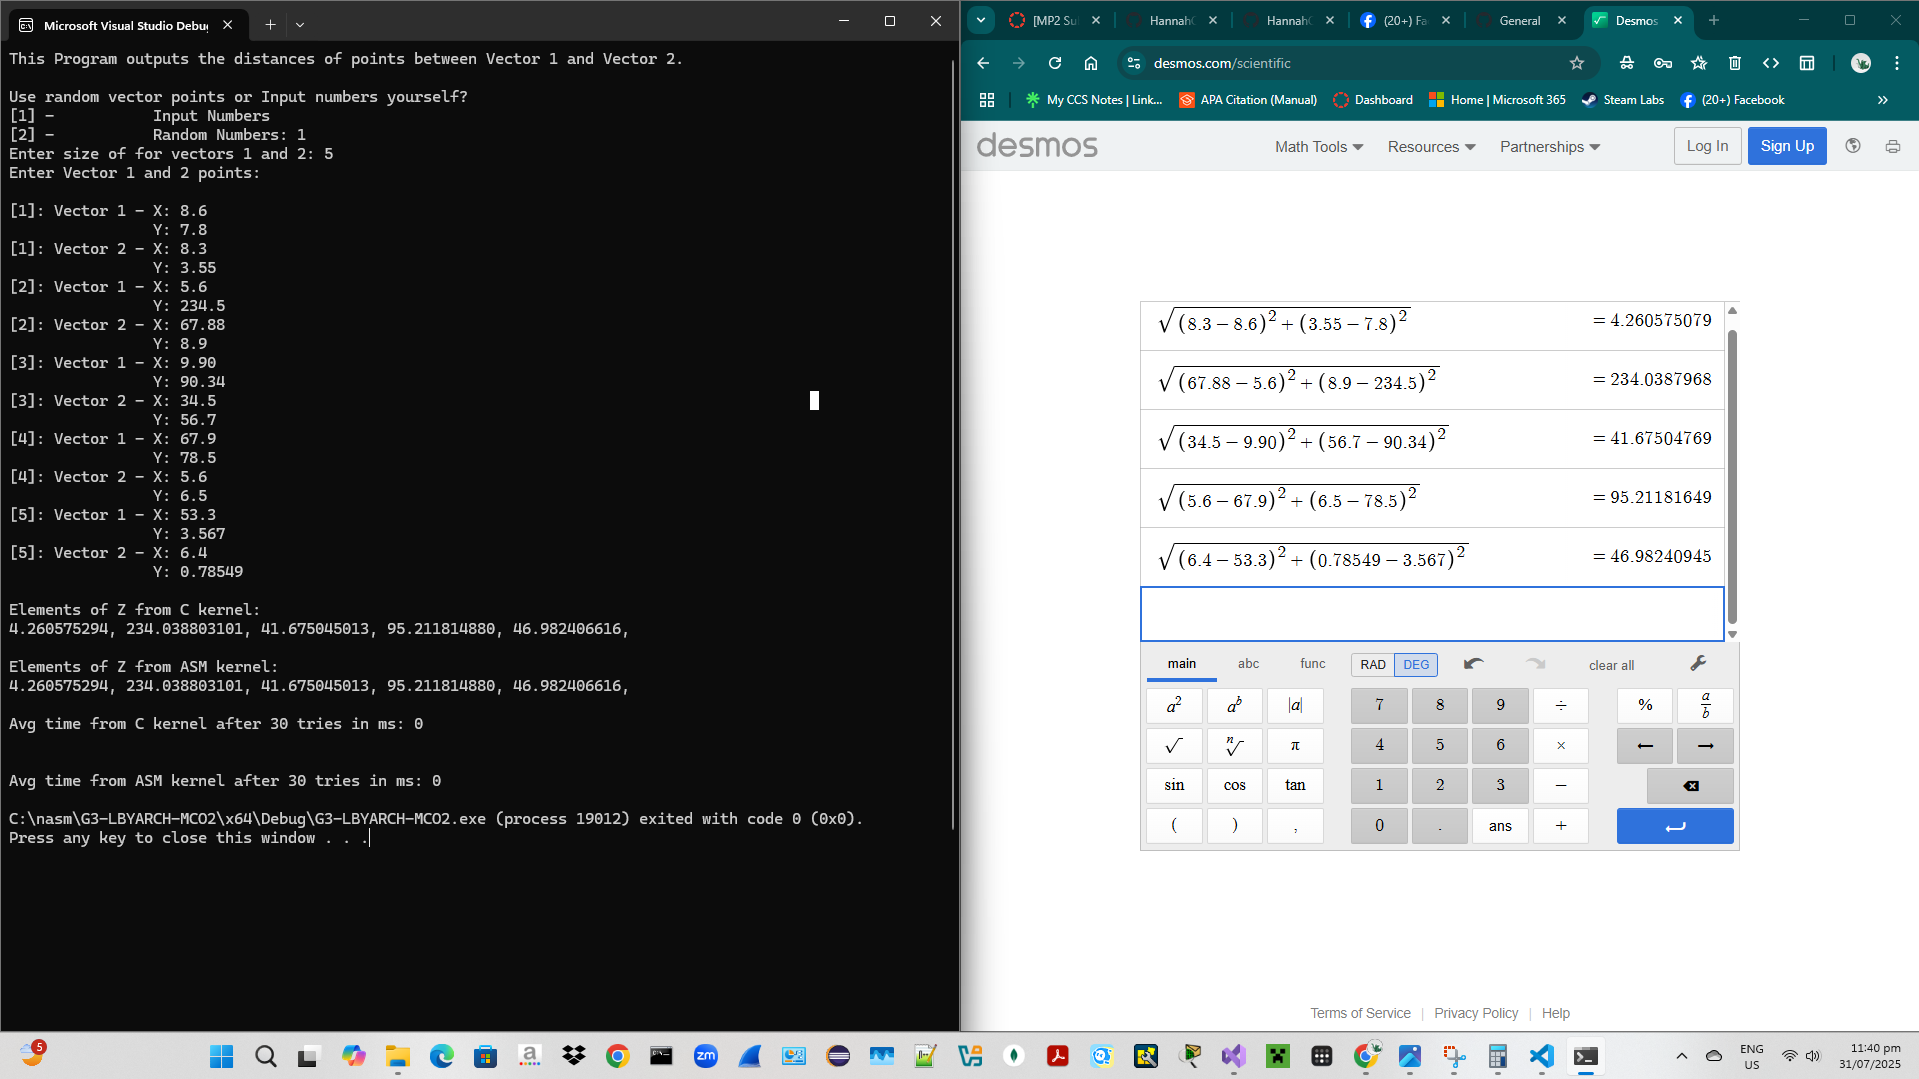 Microsoft Visual Studio Debu
This Program outputs the distances of points between Vector 1 and Vector 2.
Use random vector points or Input numbers yourself?
[1] - Input Numbers
[2] - Random Numbers: 1
Enter size of for vectors 1 and 2: 5
Enter Vector 1 and 2 points:
[1]: Vector 1 - X: 8.6
Y: 7.8
[1]: Vector 2 - X: 8.3
Y: 3.55
[2]: Vector 1 - X: 5.6
Y: 234.5
[2]: Vector 2 - X: 67.88
Y: 8.9
[3]: Vector 1 - X: 9.90
Y: 90.34
[3]: Vector 2 - X: 34.5
Y: 56.7
[4]: Vector 1 - X: 67.9
Y: 78.5
[4]: Vector 2 - X: 5.6
Y: 6.5
[5]: Vector 1 - X: 53.3
Y: 3.567
[5]: Vector 2 - X: 6.4
Y: 0.78549
Elements of Z from C kernel:
4.260575294, 234.038803101, 41.675045013, 95.211814880, 46.982406616,
Elements of Z from ASM kernel:
4.260575294, 234.038803101, 41.675045013, 95.211814880, 46.982406616,
Avg time from C kernel after 30 tries in ms: 0
Avg time from ASM kernel after 30 tries in ms: 0
C:\nasm\G3-LBYARCH-MCO2\x64\Debug\G3-LBYARCH-MCO2.exe (process 19012) exited with code 0 (0x0).
Press any key to close this window . . .
[MP2 Su HannahC HannahC (20+) Fa General Desmos
desmos.com/scientific
My CCS Notes | Link... APA Citation (Manual) Dashboard Home | Microsoft 365 Steam Labs (20+) Facebook
desmos Math Tools Resources Partnerships Log In Sign Up
√(8.3 − 8.6)² + (3.55 − 7.8)² = 4.260575079
√(67.88 − 5.6)² + (8.9 − 234.5)² = 234.0387968
√(34.5 − 9.90)² + (56.7 − 90.34)² = 41.67504769
√(5.6 − 67.9)² + (6.5 − 78.5)² = 95.21181649
√(6.4 − 53.3)² + (0.78549 − 3.567)² = 46.98240945
main abc func RAD DEG clear all
a² aᵇ |a| 7 8 9 ÷ % a/b
√ ⁿ√ π 4 5 6 × ← →
sin cos tan 1 2 3 −
( ) , 0 . ans +
Terms of Service | Privacy Policy | Help
5
a
zm
ENG
US
11:40 pm
31/07/2025